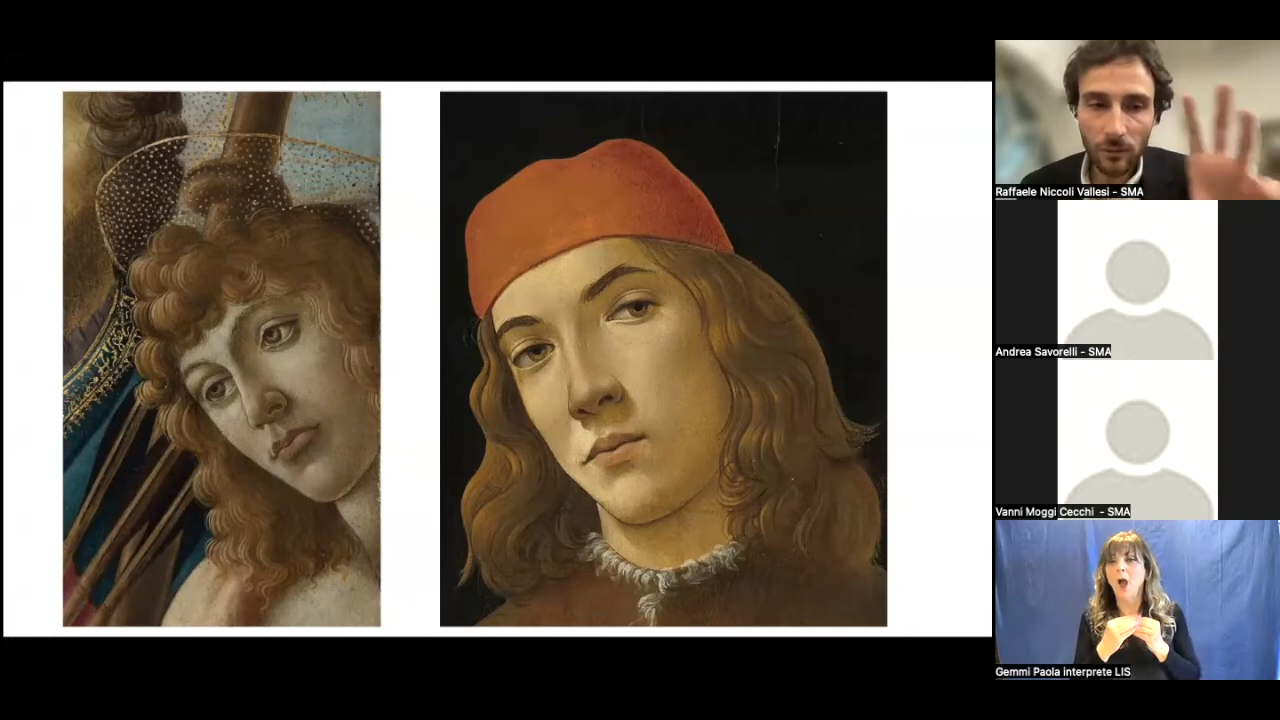 Raffaele Niccoli Vallesi - SMA
Andrea Savorelli - SMA
Vanni Moggi Cecchi  - SMA
Gemmi Paola interprete LIS